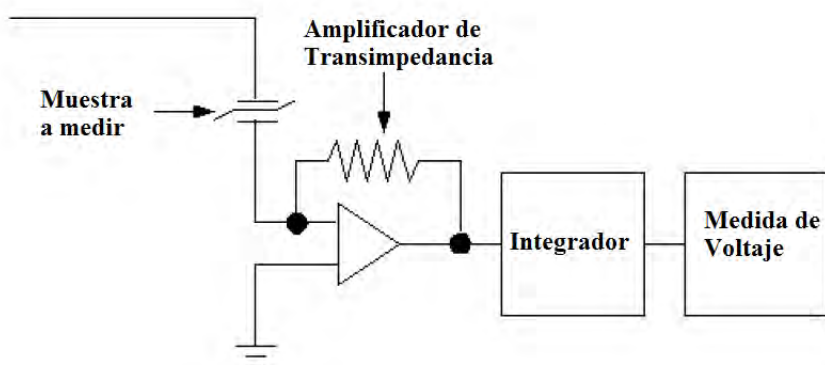 Amplificador de
Transimpedancia
Muestra
a medir
Integrador
Medida de
Voltaje